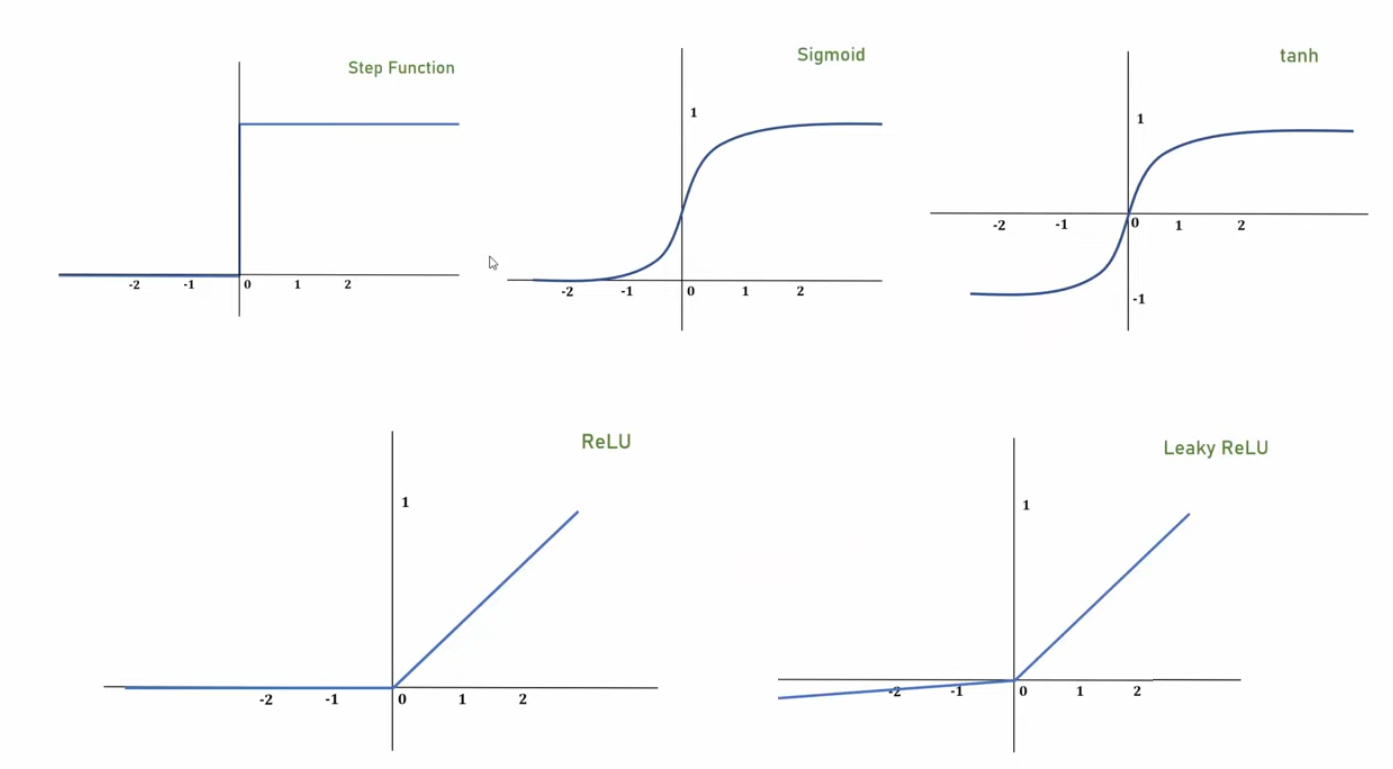 Step Function
-2 -1 0 1 2
Sigmoid
1
-2 -1 0 1 2
tanh
1
-2 -1 0 1 2
-1
ReLU
1
-2 -1 0 1 2
Leaky ReLU
1
-2 -1 0 1 2